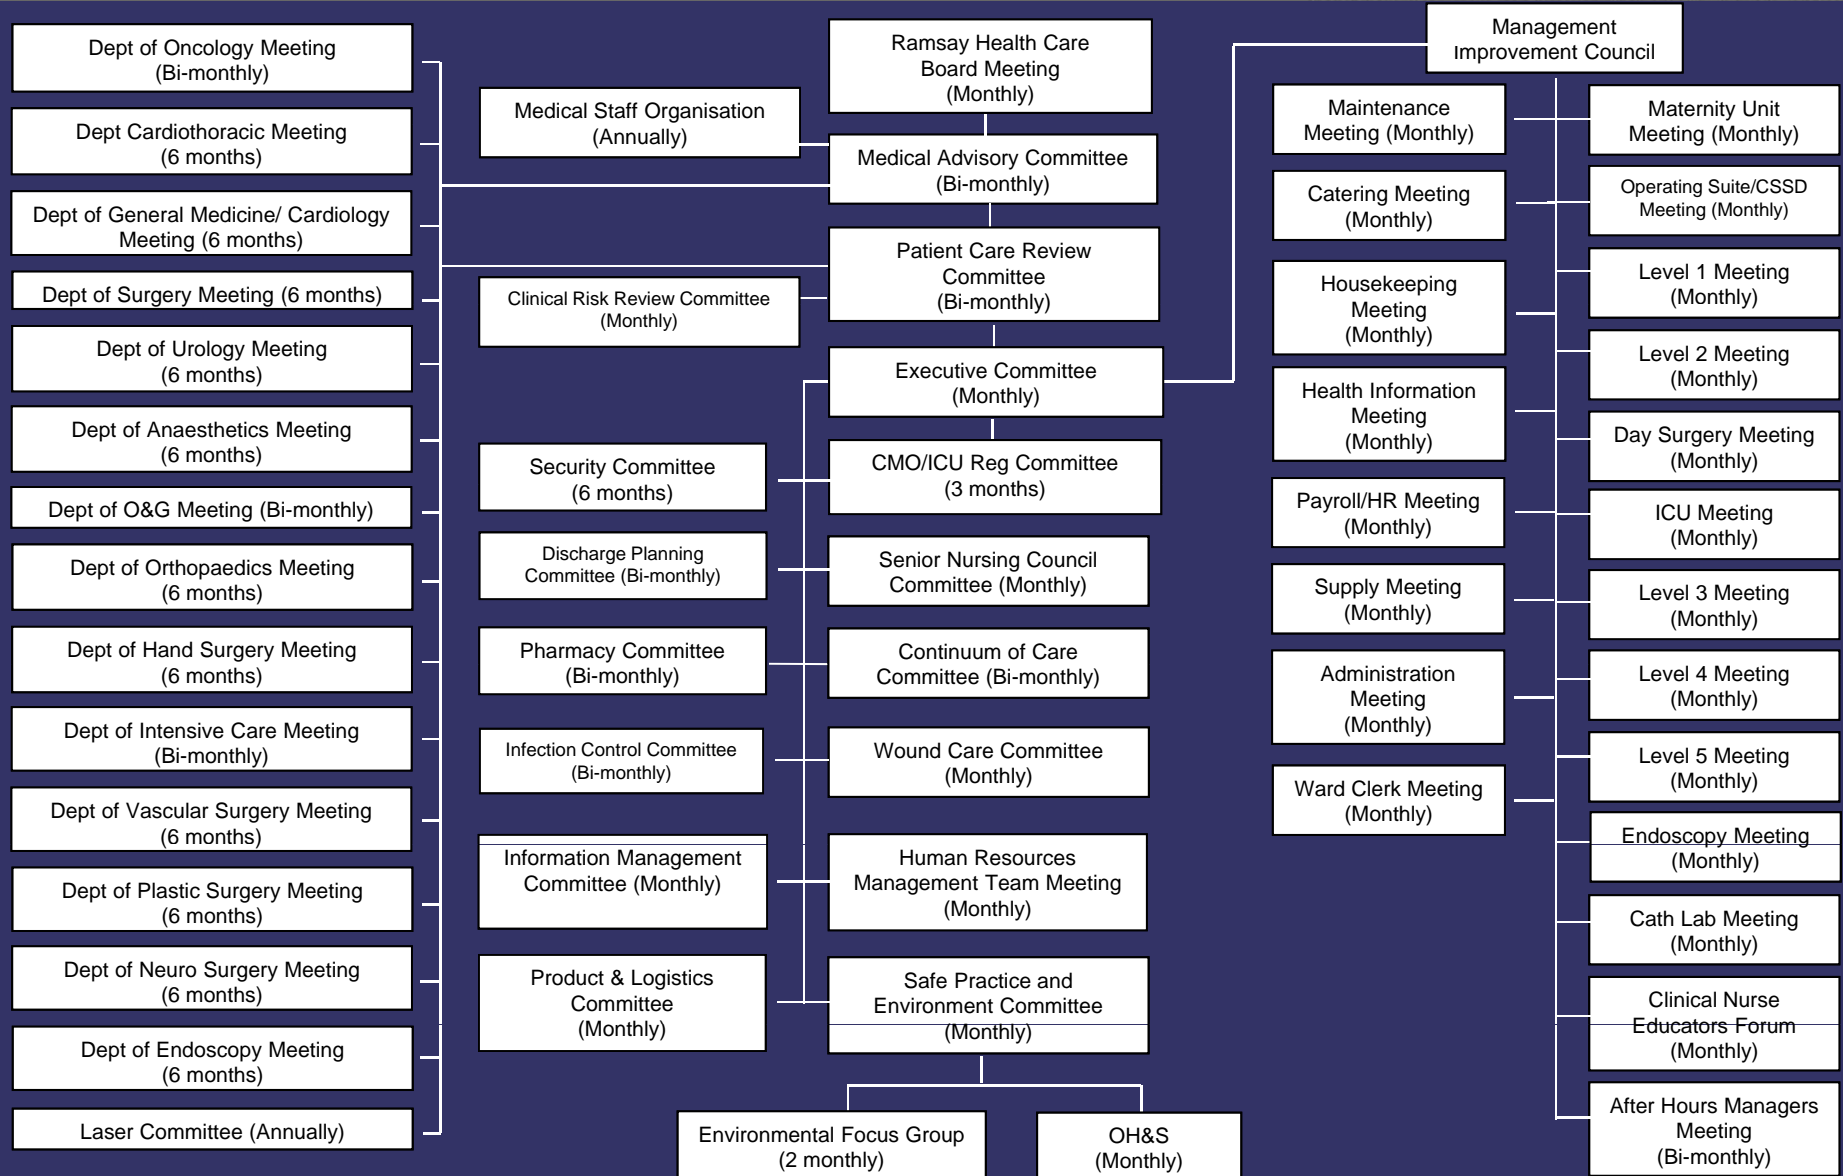 Dept of Oncology Meeting
(Bi-monthly)
Dept Cardiothoracic Meeting
(6 months)
Dept of General Medicine/ Cardiology
Meeting (6 months)
Dept of Surgery Meeting (6 months)
Dept of Urology Meeting
(6 months)
Dept of Anaesthetics Meeting
(6 months)
Dept of O&G Meeting (Bi-monthly)
Dept of Orthopaedics Meeting
(6 months)
Dept of Hand Surgery Meeting
(6 months)
Dept of Intensive Care Meeting
(Bi-monthly)
Dept of Vascular Surgery Meeting
(6 months)
Dept of Plastic Surgery Meeting
(6 months)
Dept of Neuro Surgery Meeting
(6 months)
Dept of Endoscopy Meeting
(6 months)
Laser Committee (Annually)
Medical Staff Organisation
(Annually)
Clinical Risk Review Committee
(Monthly)
Security Committee
(6 months)
Discharge Planning
Committee (Bi-monthly)
Pharmacy Committee
(Bi-monthly)
Infection Control Committee
(Bi-monthly)
Information Management
Committee (Monthly)
Product & Logistics
Committee
(Monthly)
Ramsay Health Care
Board Meeting
(Monthly)
Medical Advisory Committee
(Bi-monthly)
Patient Care Review
Committee
(Bi-monthly)
Executive Committee
(Monthly)
CMO/ICU Reg Committee
(3 months)
Senior Nursing Council
Committee (Monthly)
Continuum of Care
Committee (Bi-monthly)
Wound Care Committee
(Monthly)
Human Resources
Management Team Meeting
(Monthly)
Safe Practice and
Environment Committee
(Monthly)
Environmental Focus Group
(2 monthly)
OH&S
(Monthly)
Management
Improvement Council
Maintenance
Meeting (Monthly)
Catering Meeting
(Monthly)
Housekeeping
Meeting
(Monthly)
Health Information
Meeting
(Monthly)
Payroll/HR Meeting
(Monthly)
Supply Meeting
(Monthly)
Administration
Meeting
(Monthly)
Ward Clerk Meeting
(Monthly)
Maternity Unit
Meeting (Monthly)
Operating Suite/CSSD
Meeting (Monthly)
Level 1 Meeting
(Monthly)
Level 2 Meeting
(Monthly)
Day Surgery Meeting
(Monthly)
ICU Meeting
(Monthly)
Level 3 Meeting
(Monthly)
Level 4 Meeting
(Monthly)
Level 5 Meeting
(Monthly)
Endoscopy Meeting
(Monthly)
Cath Lab Meeting
(Monthly)
Clinical Nurse
Educators Forum
(Monthly)
After Hours Managers
Meeting
(Bi-monthly)